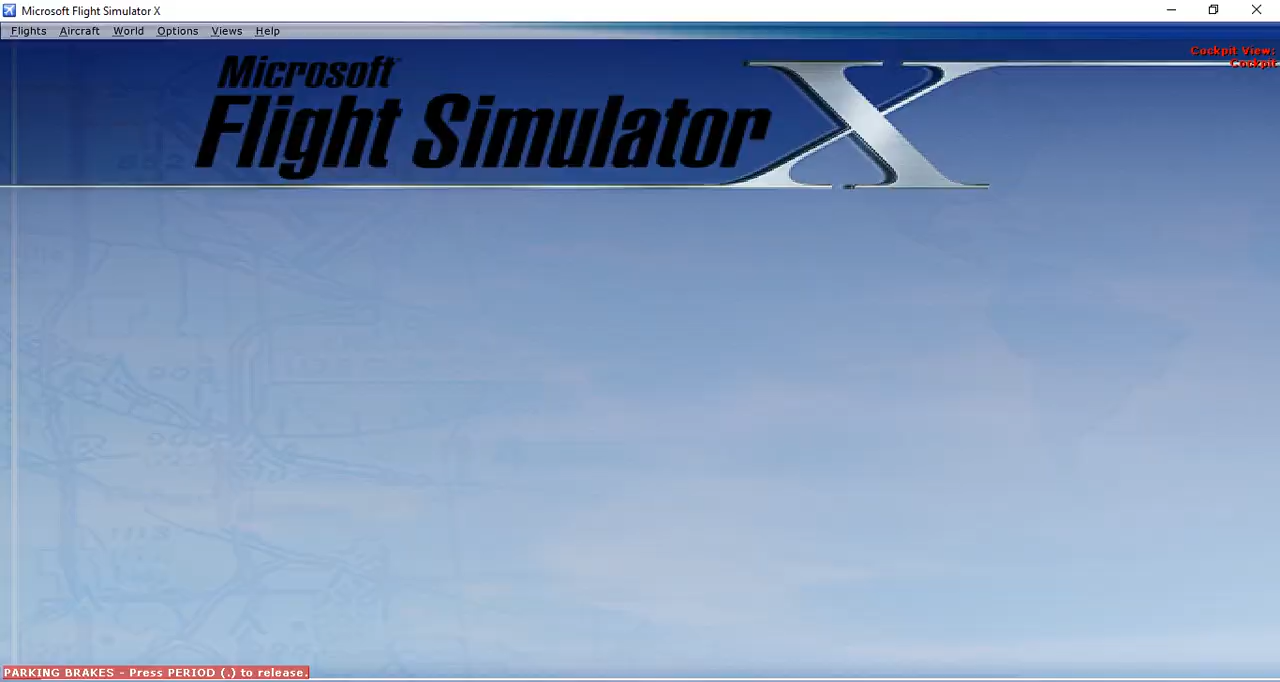 Microsoft Flight Simulator X
Flights Aircraft World Options Views Help
Cockpit View:
Cockpit
Microsoft
Flight Simulator X
PARKING BRAKES - Press PERIOD (.) to release.